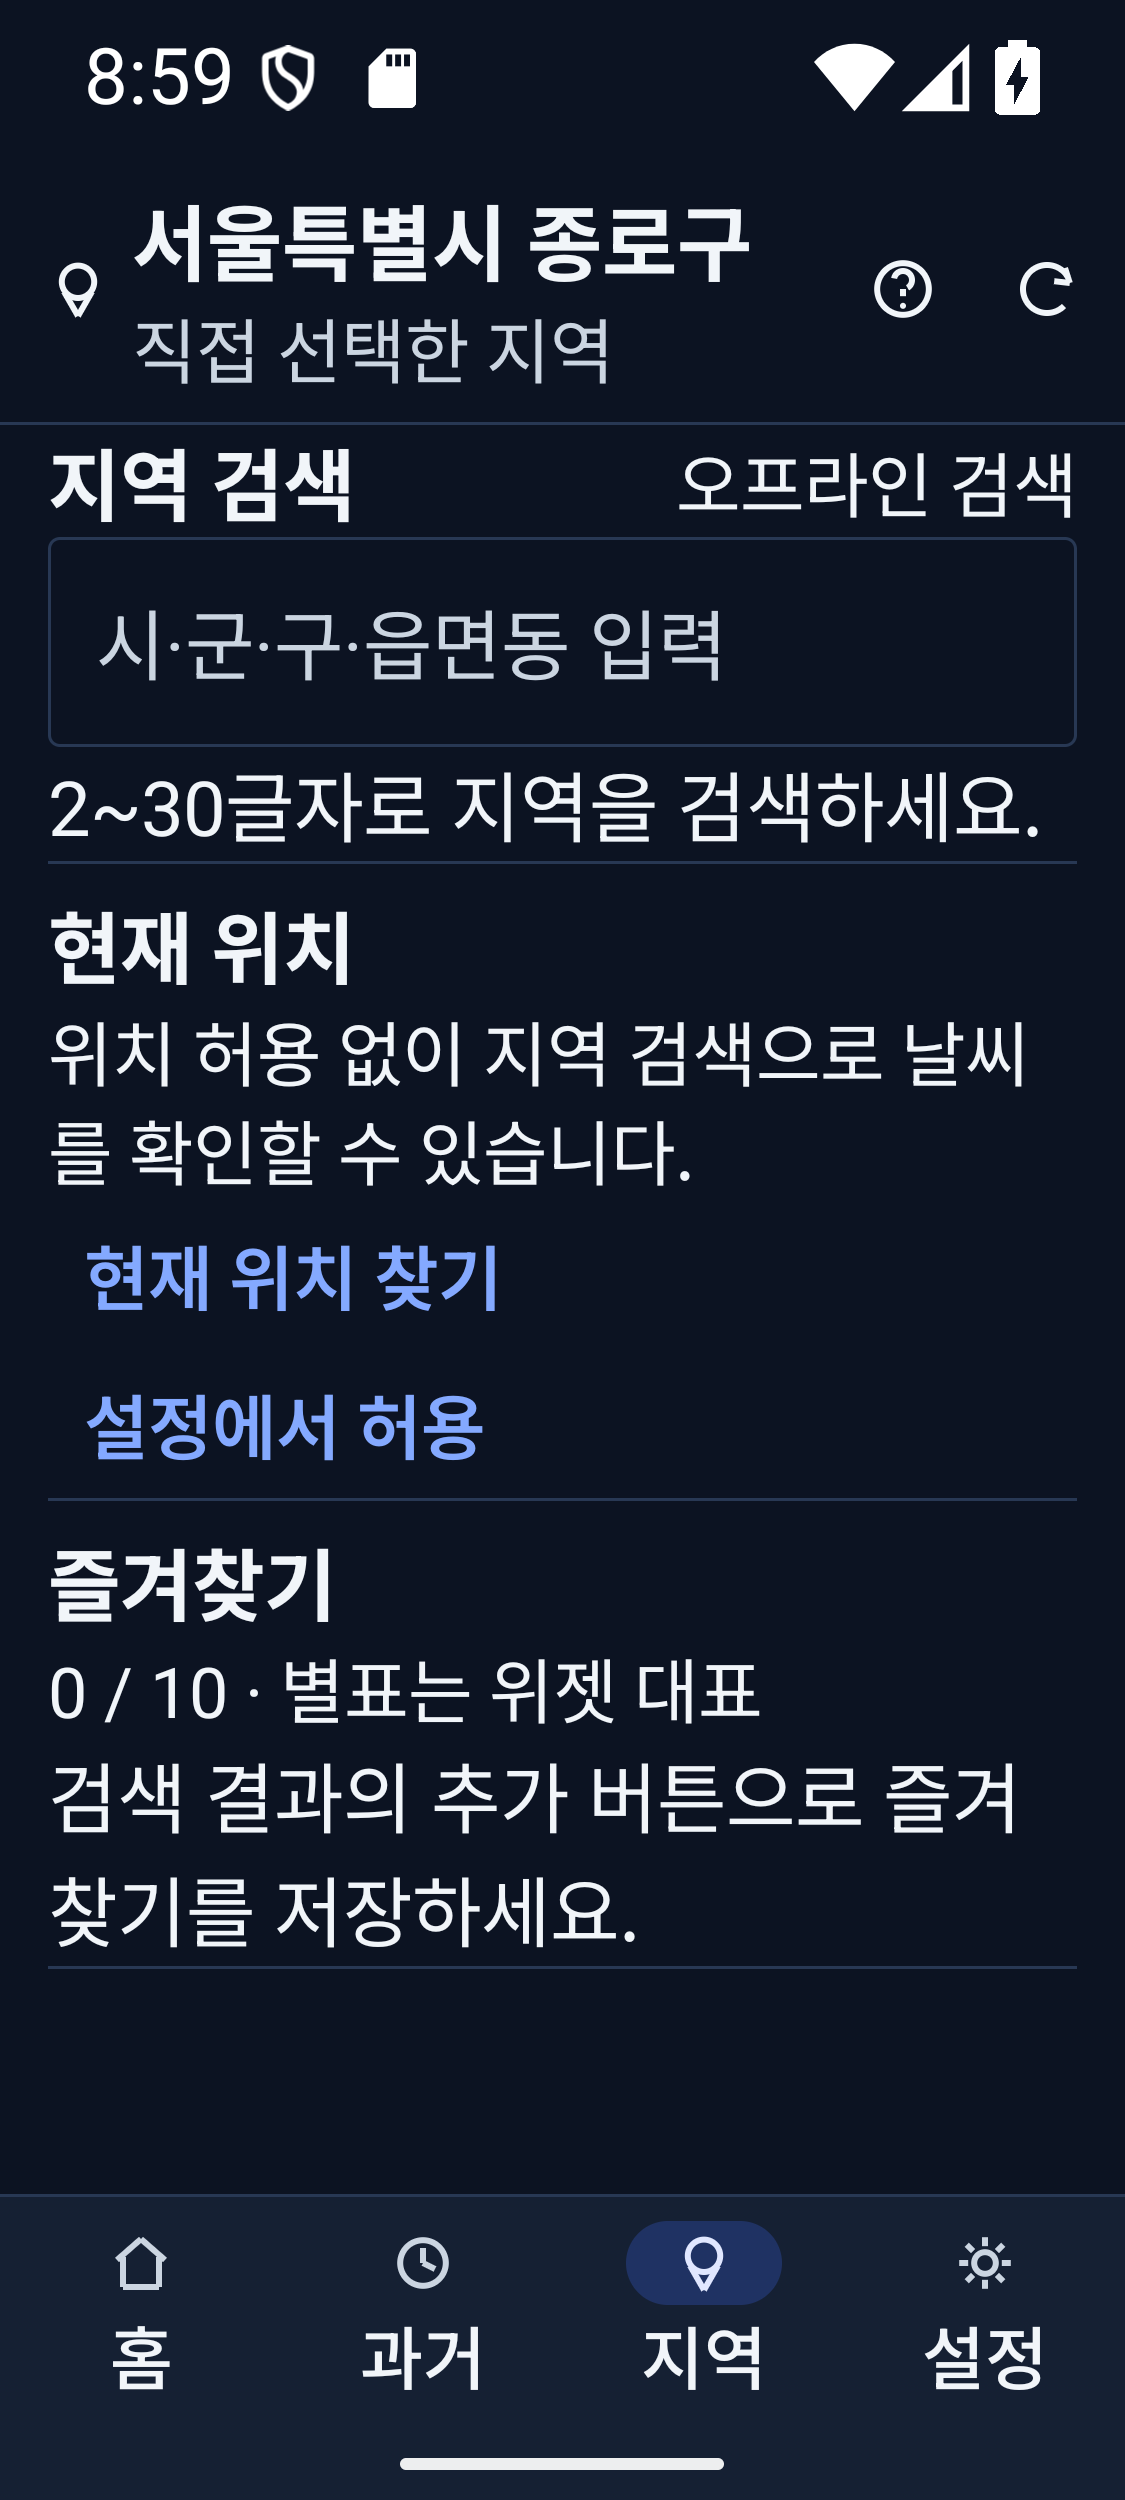 8:59
서울특별시 종로구
직접 선택한 지역
지역 검색
오프라인 검색
시·군·구·읍면동 입력
2~30글자로 지역을 검색하세요.
현재 위치
위치 허용 없이 지역 검색으로 날씨
를 확인할 수 있습니다.
현재 위치 찾기
설정에서 허용
즐겨찾기
0 / 10 · 별표는 위젯 대표
검색 결과의 추가 버튼으로 즐겨
찾기를 저장하세요.
홈
과거
지역
설정